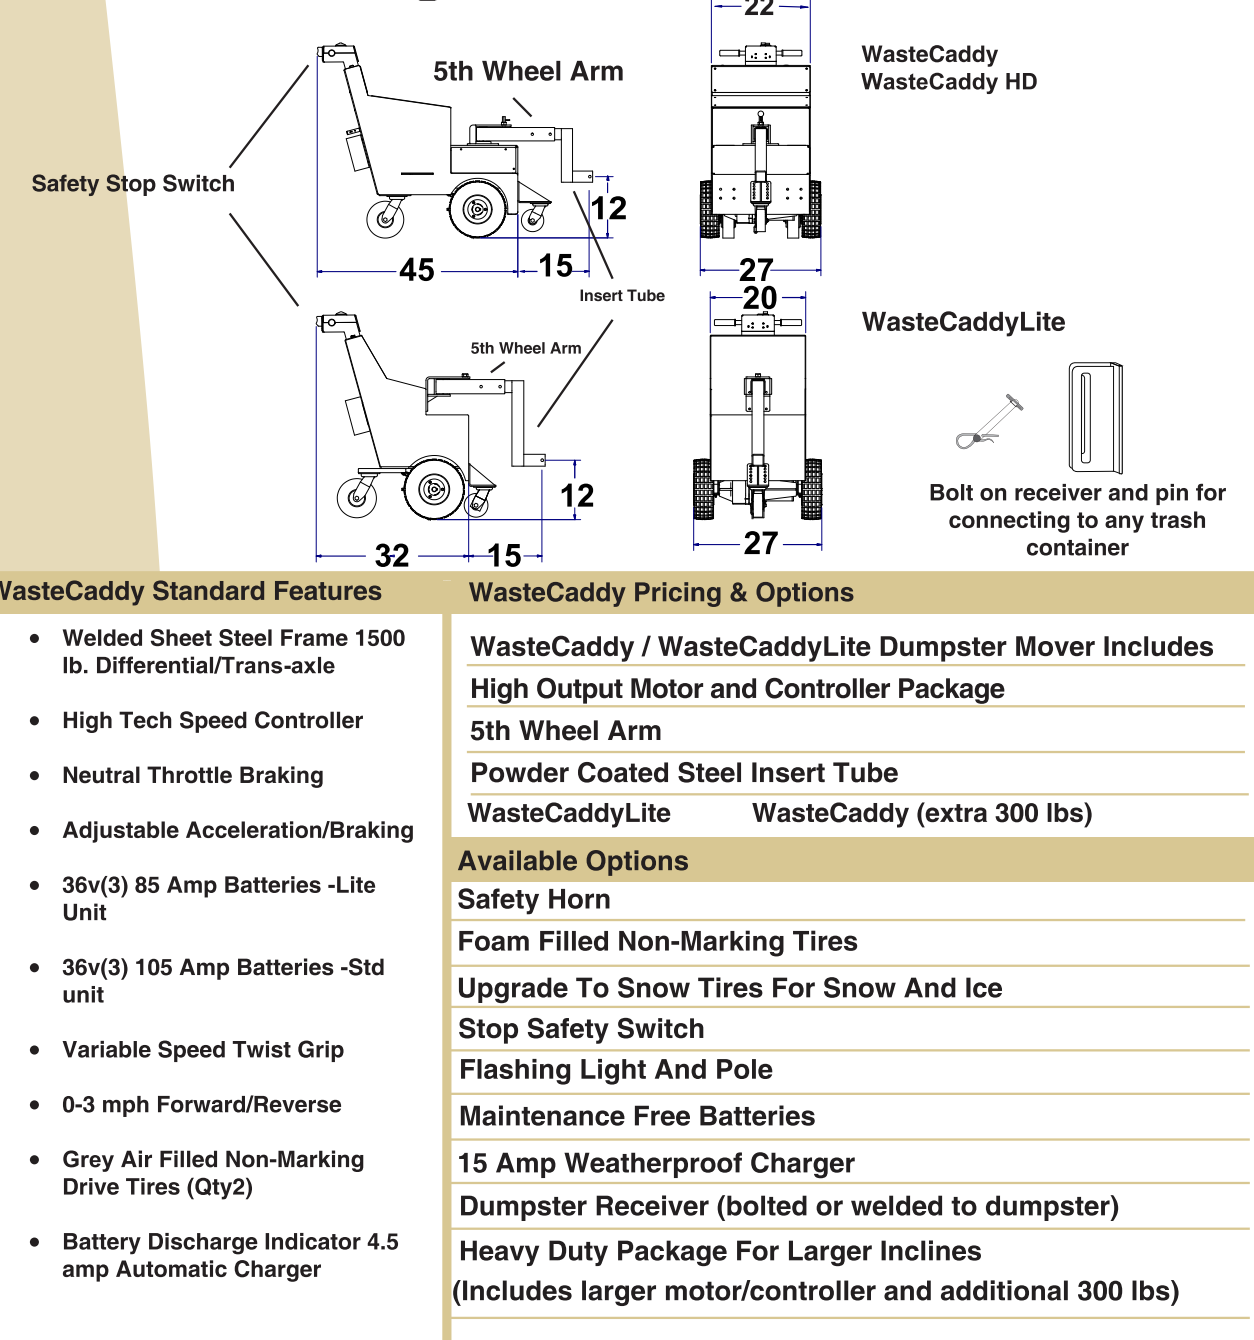 22
WasteCaddy
WasteCaddy HD
5th Wheel Arm
Safety Stop Switch
12
45
15
27
Insert Tube
20
WasteCaddyLite
5th Wheel Arm
12
32
15
27
Bolt on receiver and pin for
connecting to any trash
container
WasteCaddy Standard Features
• Welded Sheet Steel Frame 1500
lb. Differential/Trans-axle
• High Tech Speed Controller
• Neutral Throttle Braking
• Adjustable Acceleration/Braking
• 36v(3) 85 Amp Batteries -Lite
Unit
• 36v(3) 105 Amp Batteries -Std
unit
• Variable Speed Twist Grip
• 0-3 mph Forward/Reverse
• Grey Air Filled Non-Marking
Drive Tires (Qty2)
• Battery Discharge Indicator 4.5
amp Automatic Charger
WasteCaddy Pricing & Options
WasteCaddy / WasteCaddyLite Dumpster Mover Includes
High Output Motor and Controller Package
5th Wheel Arm
Powder Coated Steel Insert Tube
WasteCaddyLite WasteCaddy (extra 300 lbs)
Available Options
Safety Horn
Foam Filled Non-Marking Tires
Upgrade To Snow Tires For Snow And Ice
Stop Safety Switch
Flashing Light And Pole
Maintenance Free Batteries
15 Amp Weatherproof Charger
Dumpster Receiver (bolted or welded to dumpster)
Heavy Duty Package For Larger Inclines
(Includes larger motor/controller and additional 300 lbs)